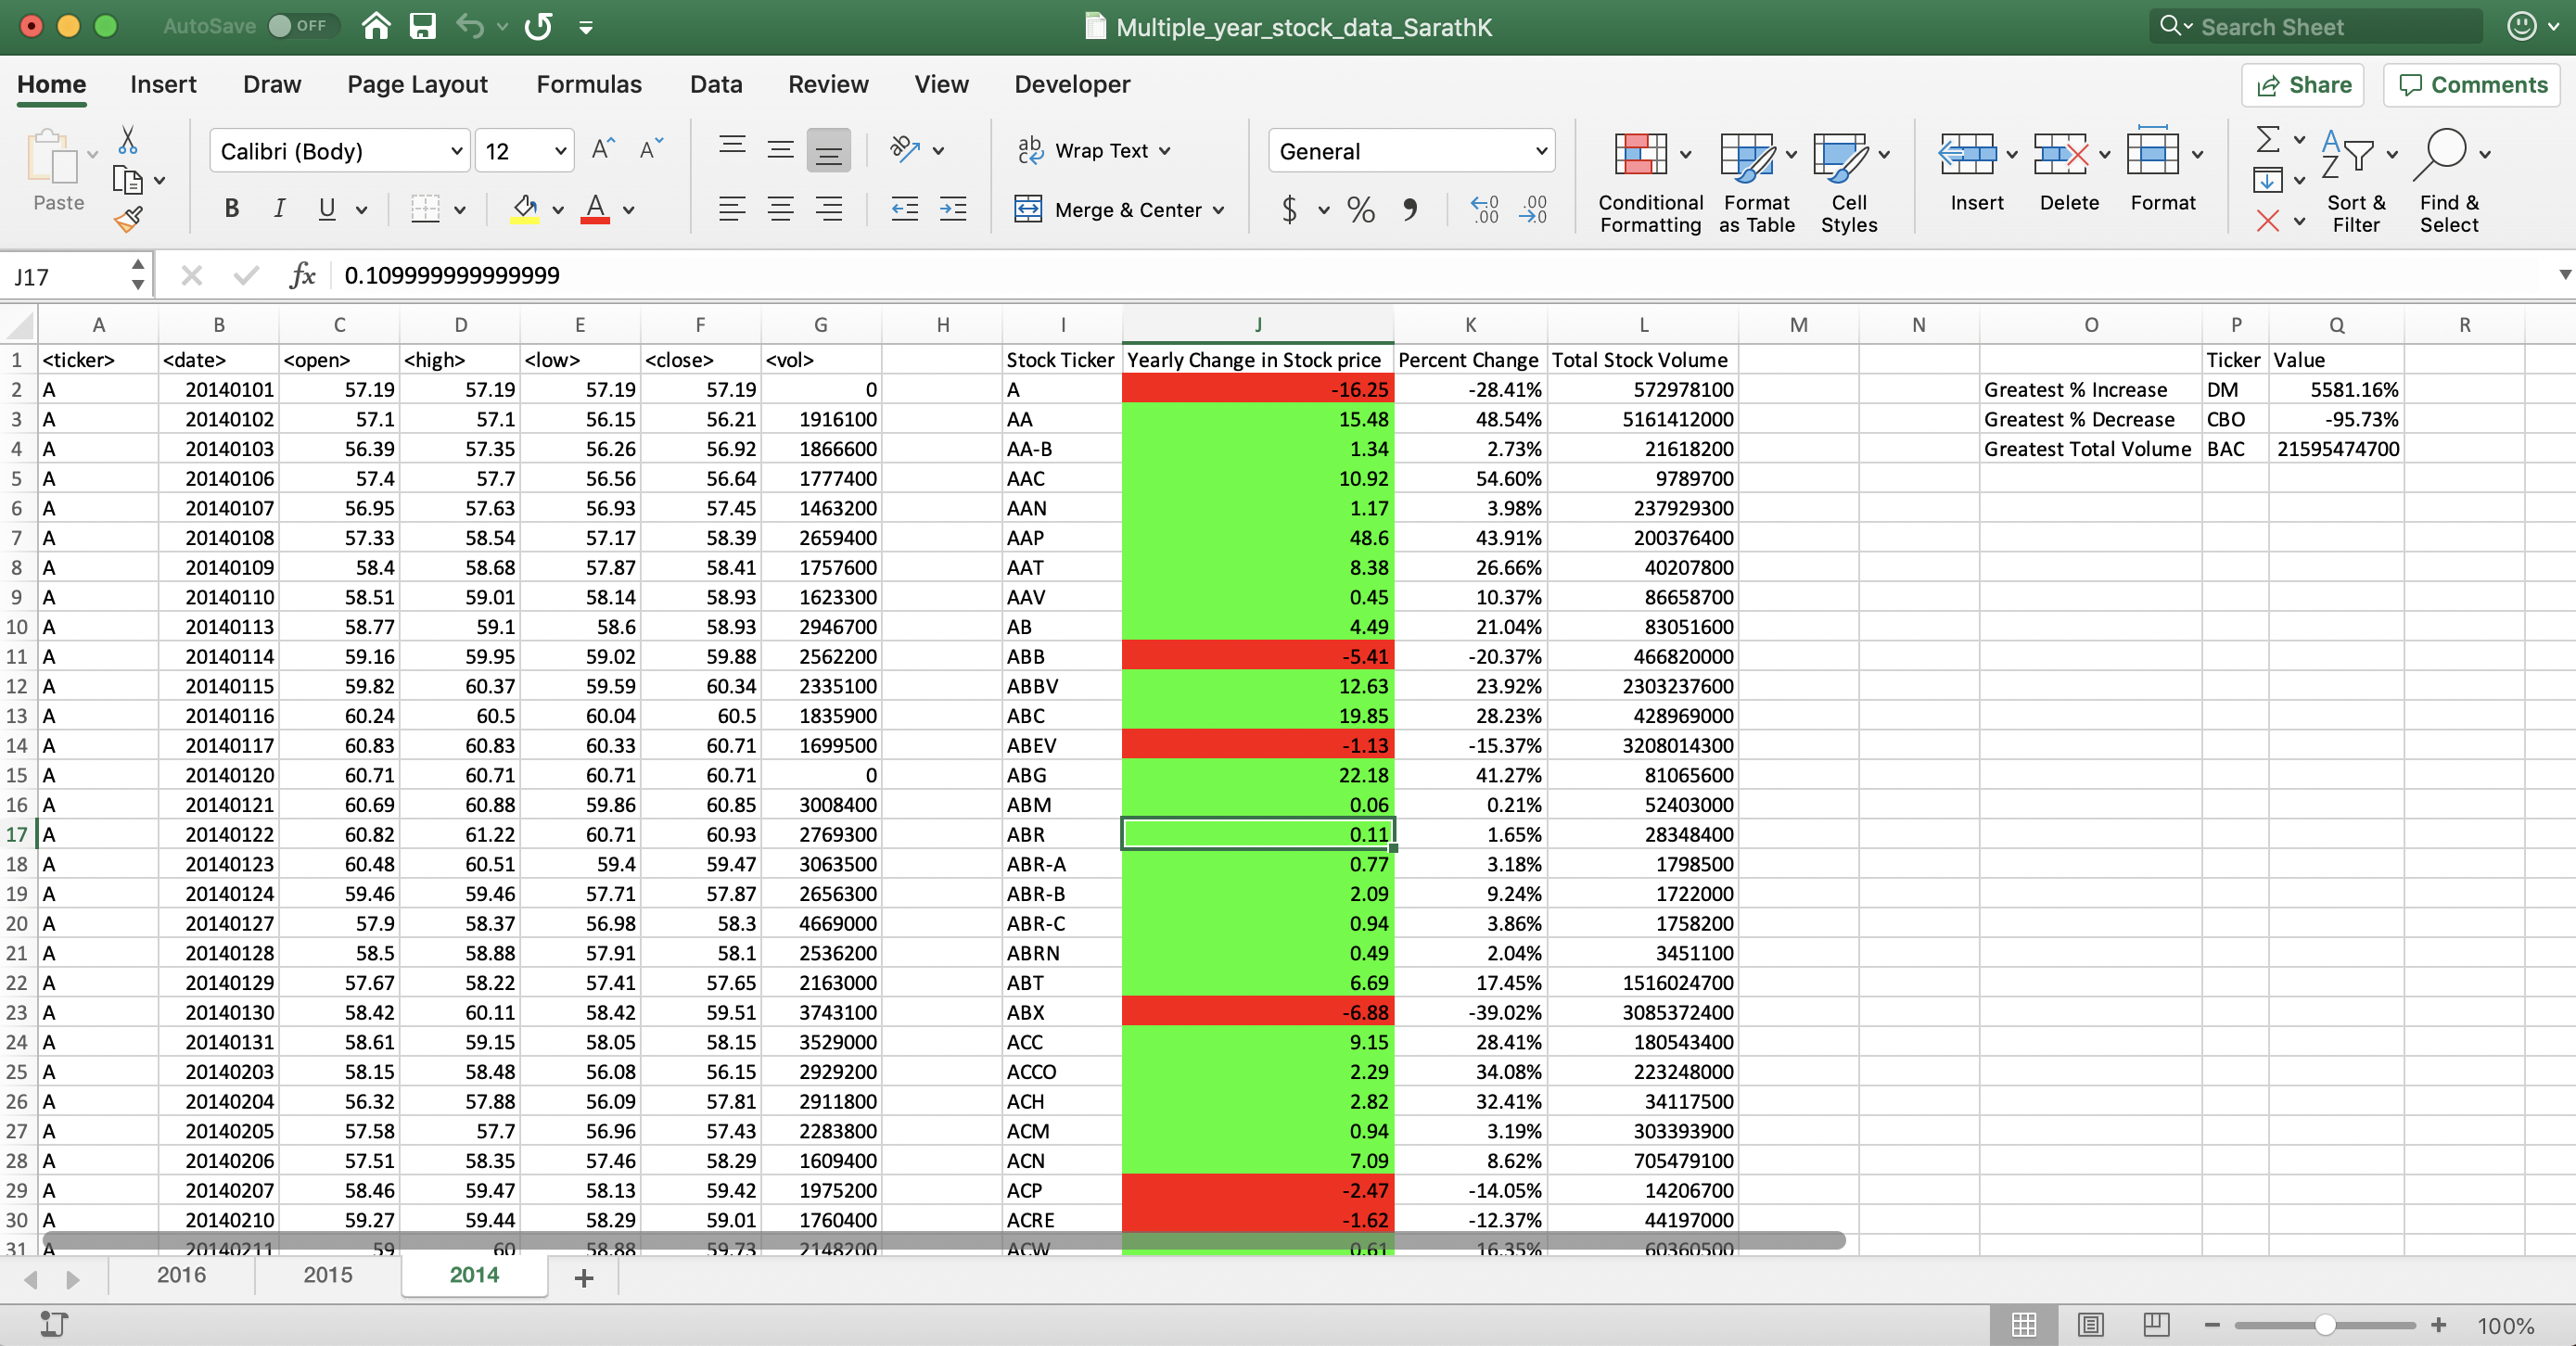 AutoSave OFF Multiple_year_stock_data_SarathK Search Sheet
Home Insert Draw Page Layout Formulas Data Review View Developer Share Comments
Paste Calibri (Body) 12 Wrap Text General Conditional Formatting Format as Table Cell Styles Insert Delete Format Sort & Filter Find & Select
B I U A Merge & Center $ % 
J17 fx 0.109999999999999
A B C D E F G H I J K L M N O P Q R
1 <ticker> <date> <open> <high> <low> <close> <vol> Stock Ticker Yearly Change in Stock price Percent Change Total Stock Volume Ticker Value
2 A 20140101 57.19 57.19 57.19 57.19 0 A -16.25 -28.41% 572978100 Greatest % Increase DM 5581.16%
3 A 20140102 57.1 57.1 56.15 56.21 1916100 AA 15.48 48.54% 5161412000 Greatest % Decrease CBO -95.73%
4 A 20140103 56.39 57.35 56.26 56.92 1866600 AA-B 1.34 2.73% 21618200 Greatest Total Volume BAC 21595474700
5 A 20140106 57.4 57.7 56.56 56.64 1777400 AAC 10.92 54.60% 9789700
6 A 20140107 56.95 57.63 56.93 57.45 1463200 AAN 1.17 3.98% 237929300
7 A 20140108 57.33 58.54 57.17 58.39 2659400 AAP 48.6 43.91% 200376400
8 A 20140109 58.4 58.68 57.87 58.41 1757600 AAT 8.38 26.66% 40207800
9 A 20140110 58.51 59.01 58.14 58.93 1623300 AAV 0.45 10.37% 86658700
10 A 20140113 58.77 59.1 58.6 58.93 2946700 AB 4.49 21.04% 83051600
11 A 20140114 59.16 59.95 59.02 59.88 2562200 ABB -5.41 -20.37% 466820000
12 A 20140115 59.82 60.37 59.59 60.34 2335100 ABBV 12.63 23.92% 2303237600
13 A 20140116 60.24 60.5 60.04 60.5 1835900 ABC 19.85 28.23% 428969000
14 A 20140117 60.83 60.83 60.33 60.71 1699500 ABEV -1.13 -15.37% 3208014300
15 A 20140120 60.71 60.71 60.71 60.71 0 ABG 22.18 41.27% 81065600
16 A 20140121 60.69 60.88 59.86 60.85 3008400 ABM 0.06 0.21% 52403000
17 A 20140122 60.82 61.22 60.71 60.93 2769300 ABR 0.11 1.65% 28348400
18 A 20140123 60.48 60.51 59.4 59.47 3063500 ABR-A 0.77 3.18% 1798500
19 A 20140124 59.46 59.46 57.71 57.87 2656300 ABR-B 2.09 9.24% 1722000
20 A 20140127 57.9 58.37 56.98 58.3 4669000 ABR-C 0.94 3.86% 1758200
21 A 20140128 58.5 58.88 57.91 58.1 2536200 ABRN 0.49 2.04% 3451100
22 A 20140129 57.67 58.22 57.41 57.65 2163000 ABT 6.69 17.45% 1516024700
23 A 20140130 58.42 60.11 58.42 59.51 3743100 ABX -6.88 -39.02% 3085372400
24 A 20140131 58.61 59.15 58.05 58.15 3529000 ACC 9.15 28.41% 180543400
25 A 20140203 58.15 58.48 56.08 56.15 2929200 ACCO 2.29 34.08% 223248000
26 A 20140204 56.32 57.88 56.09 57.81 2911800 ACH 2.82 32.41% 34117500
27 A 20140205 57.58 57.7 56.96 57.43 2283800 ACM 0.94 3.19% 303393900
28 A 20140206 57.51 58.35 57.46 58.29 1609400 ACN 7.09 8.62% 705479100
29 A 20140207 58.46 59.47 58.13 59.42 1975200 ACP -2.47 -14.05% 14206700
30 A 20140210 59.27 59.44 58.29 59.01 1760400 ACRE -1.62 -12.37% 44197000
31 A 20140211 59 60 58.88 59.73 2148200 ACW 0.61 16.35% 60360500
2016 2015 2014
100%